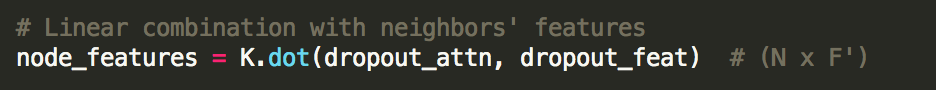 # Linear combination with neighbors' features
node_features = K.dot(dropout_attn, dropout_feat)  # (N x F')